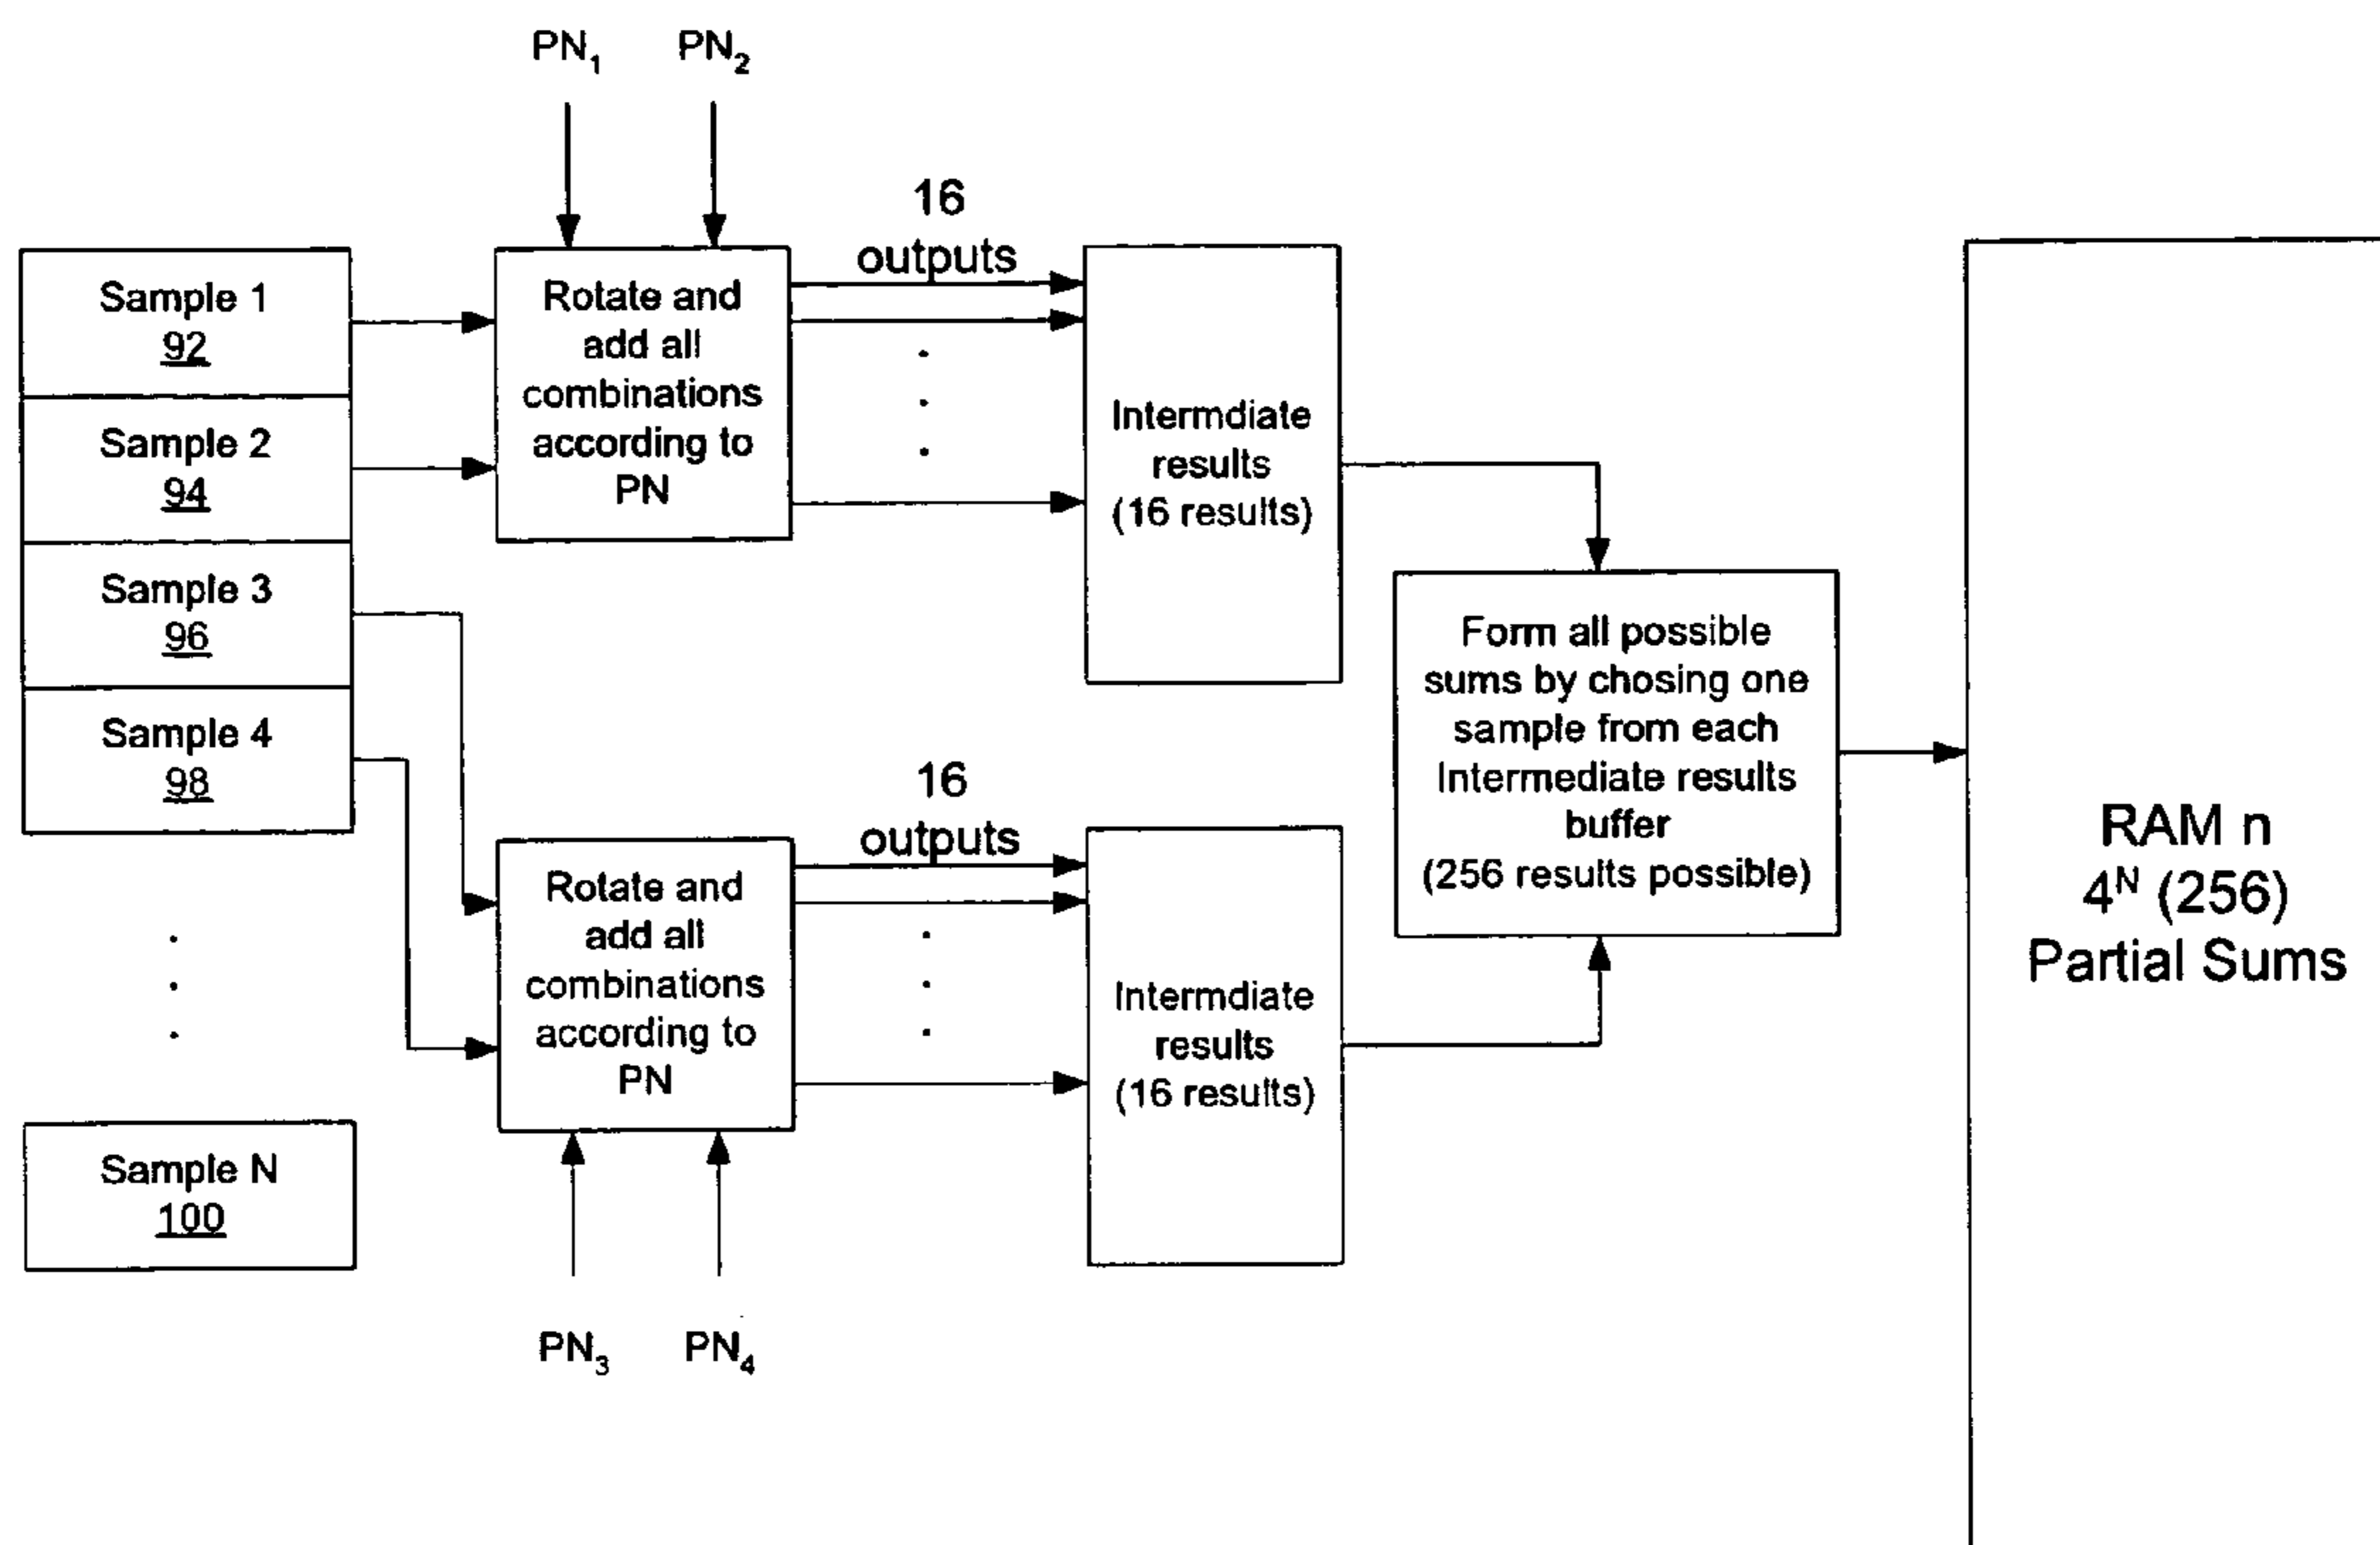 PN1 PN2
16
outputs
Sample 1
92
Sample 2
94
Sample 3
96
Sample 4
98
Sample N
100
Rotate and
add all
combinations
according to
PN
Intermdiate
results
(16 results)
16
outputs
Rotate and
add all
combinations
according to
PN
Intermdiate
results
(16 results)
PN3 PN4
Form all possible
sums by chosing one
sample from each
Intermediate results
buffer
(256 results possible)
RAM n
4^N (256)
Partial Sums